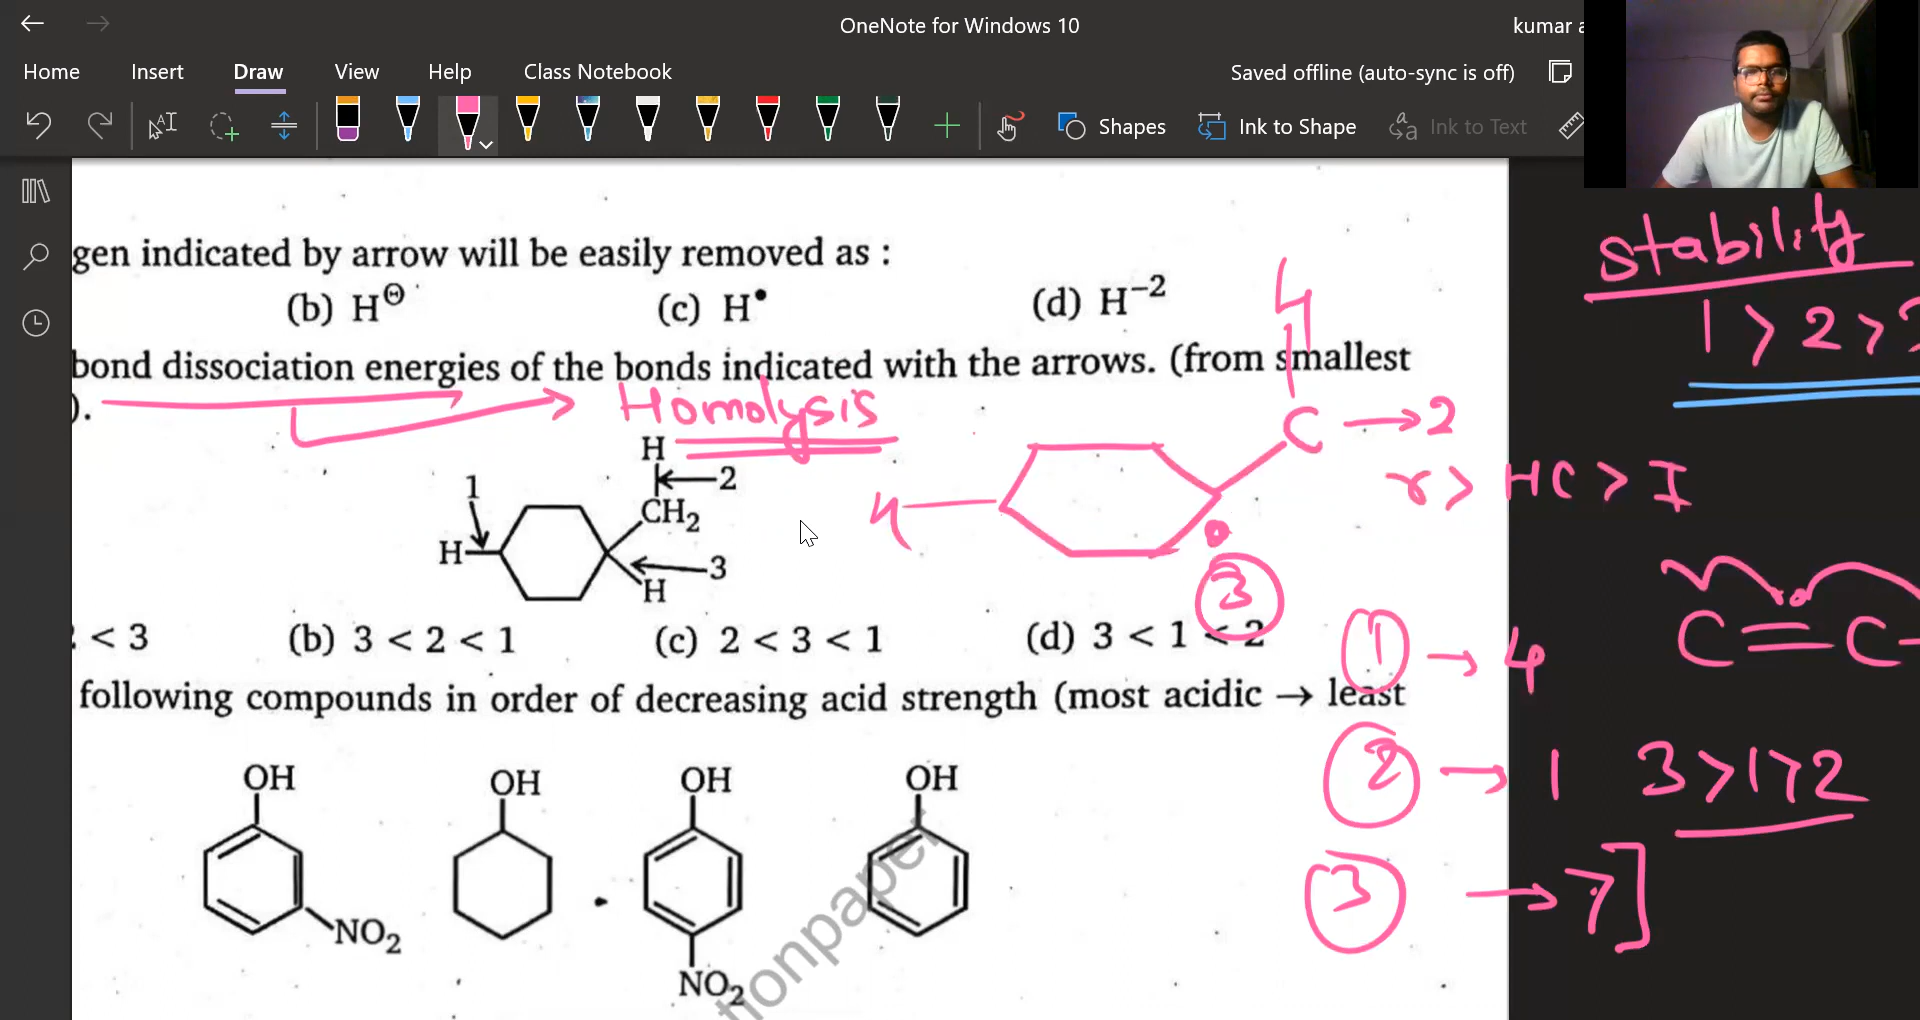 OneNote for Windows 10
kumar a
Home Insert Draw View Help Class Notebook
Saved offline (auto-sync is off)
Shapes Ink to Shape Ink to Text
stability
1 > 2 >
gen indicated by arrow will be easily removed as :
(b) H⊖ (c) H• (d) H⁻²
bond dissociation energies of the bonds indicated with the arrows. (from smallest
).
Homolysis
H
1
2
CH₂
H
3
H
H
C → 2
H
r > HC > I
3
C = C -
< 3 (b) 3 < 2 < 1 (c) 2 < 3 < 1 (d) 3 < 1 < 2
1 → 4
following compounds in order of decreasing acid strength (most acidic → least
2 → 1 3 > 1 > 2
3 → 7]
OH OH OH OH
NO₂
NO₂
tionpaper